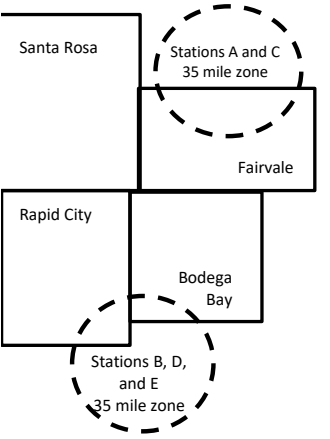 Santa Rosa
Stations A and C
35 mile zone
Fairvale
Rapid City
Bodega
Bay
Stations B, D,
and E
35 mile zone